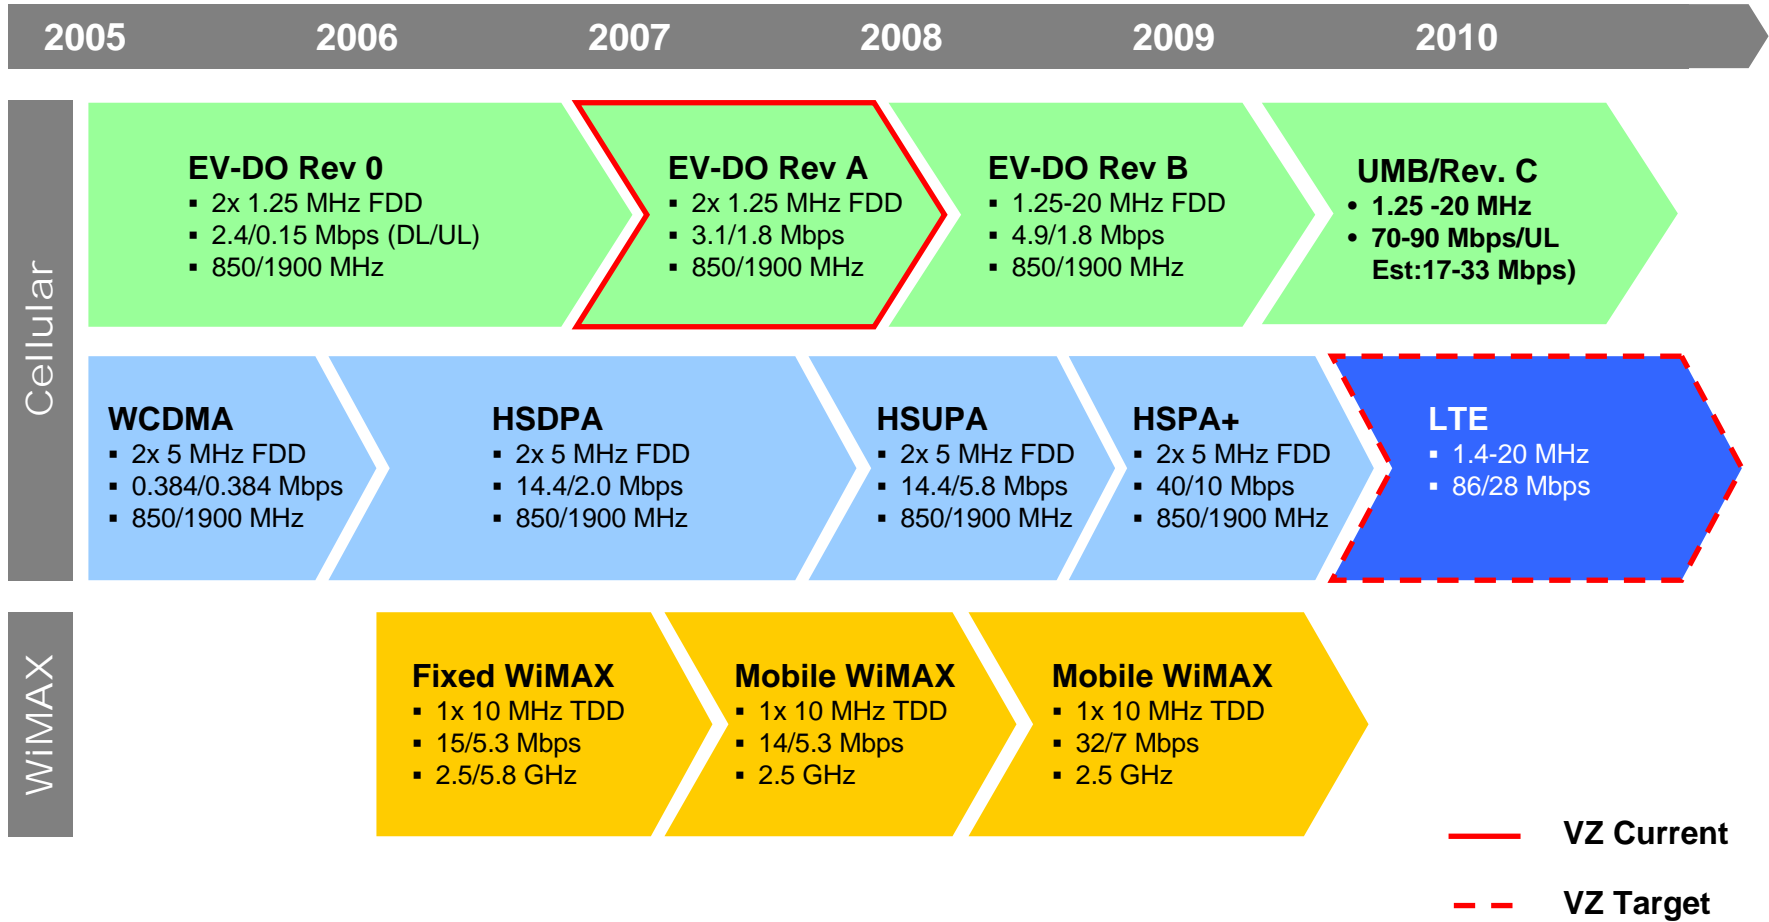 2005 2006 2007 2008 2009 2010
Cellular
EV-DO Rev 0
▪ 2x 1.25 MHz FDD
▪ 2.4/0.15 Mbps (DL/UL)
▪ 850/1900 MHz
EV-DO Rev A
▪ 2x 1.25 MHz FDD
▪ 3.1/1.8 Mbps
▪ 850/1900 MHz
EV-DO Rev B
▪ 1.25-20 MHz FDD
▪ 4.9/1.8 Mbps
▪ 850/1900 MHz
UMB/Rev. C
• 1.25 -20 MHz
• 70-90 Mbps/UL
Est:17-33 Mbps)
WCDMA
▪ 2x 5 MHz FDD
▪ 0.384/0.384 Mbps
▪ 850/1900 MHz
HSDPA
▪ 2x 5 MHz FDD
▪ 14.4/2.0 Mbps
▪ 850/1900 MHz
HSUPA
▪ 2x 5 MHz FDD
▪ 14.4/5.8 Mbps
▪ 850/1900 MHz
HSPA+
▪ 2x 5 MHz FDD
▪ 40/10 Mbps
▪ 850/1900 MHz
LTE
▪ 1.4-20 MHz
▪ 86/28 Mbps
WiMAX
Fixed WiMAX
▪ 1x 10 MHz TDD
▪ 15/5.3 Mbps
▪ 2.5/5.8 GHz
Mobile WiMAX
▪ 1x 10 MHz TDD
▪ 14/5.3 Mbps
▪ 2.5 GHz
Mobile WiMAX
▪ 1x 10 MHz TDD
▪ 32/7 Mbps
▪ 2.5 GHz
VZ Current
VZ Target